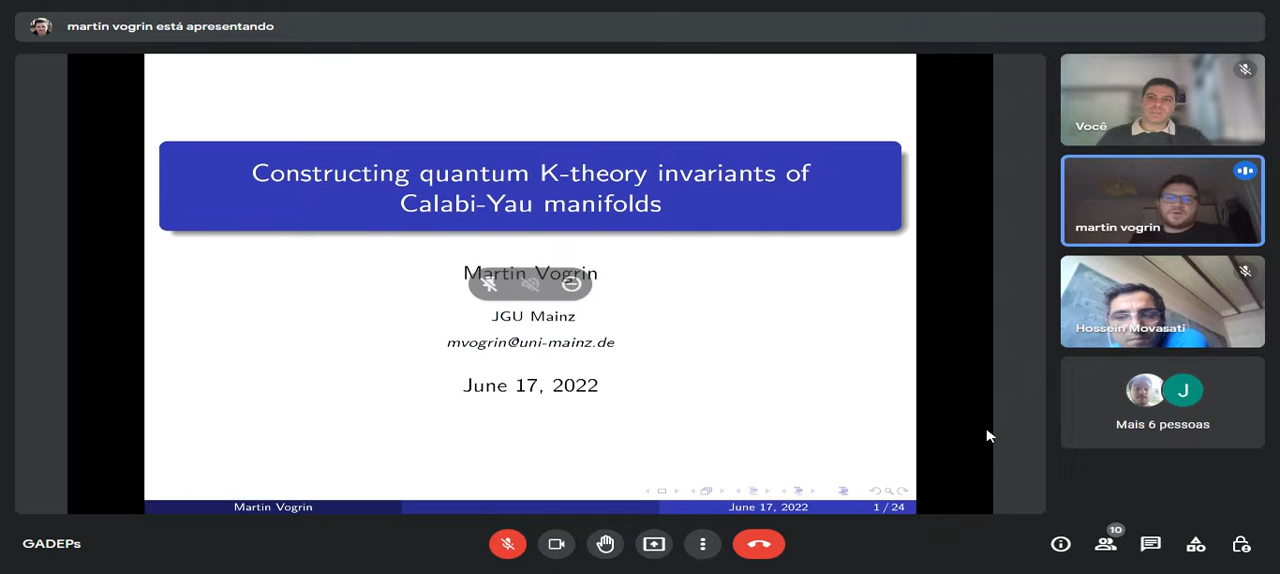 martin vogrin está apresentando
Constructing quantum K-theory invariants of
Calabi-Yau manifolds
Martin Vogrin
JGU Mainz
mvogrin@uni-mainz.de
June 17, 2022
Martin Vogrin
June 17, 2022
1 / 24
Você
martin vogrin
Hossein Movasati
J
Mais 6 pessoas
GADEPs
10